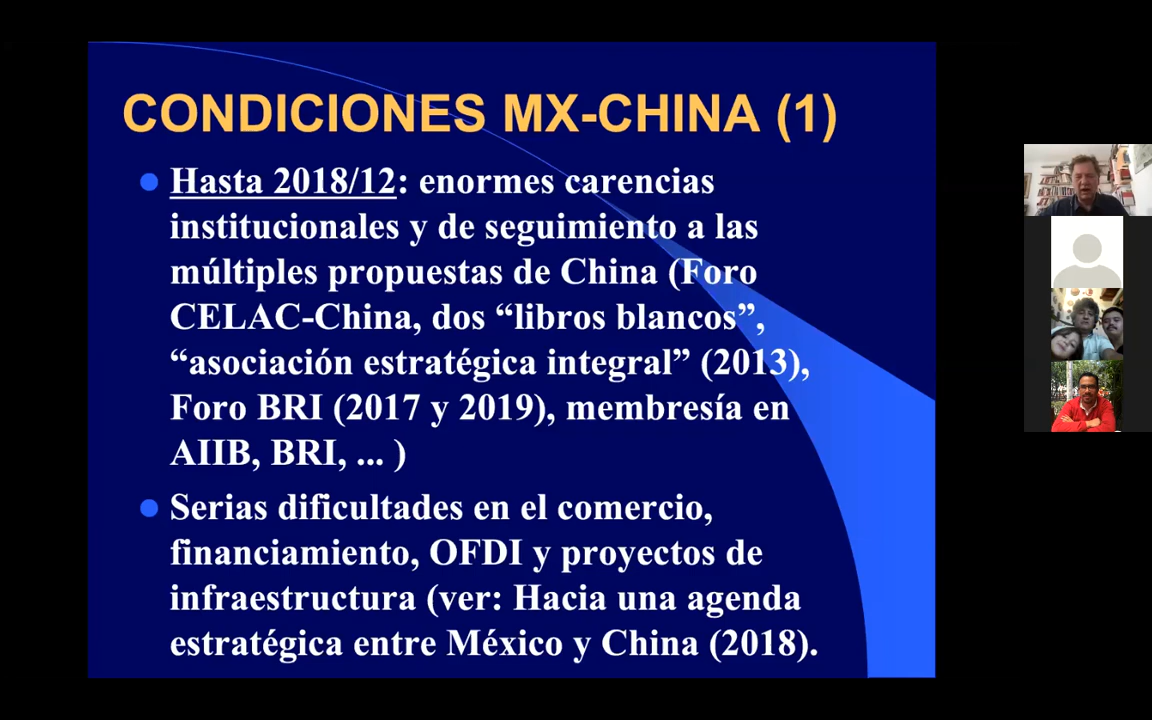 CONDICIONES MX-CHINA (1)
Hasta 2018/12: enormes carencias
institucionales y de seguimiento a las
múltiples propuestas de China (Foro
CELAC-China, dos “libros blancos”,
“asociación estratégica integral” (2013),
Foro BRI (2017 y 2019), membresía en
AIIB, BRI, ... )
Serias dificultades en el comercio,
financiamiento, OFDI y proyectos de
infraestructura (ver: Hacia una agenda
estratégica entre México y China (2018).